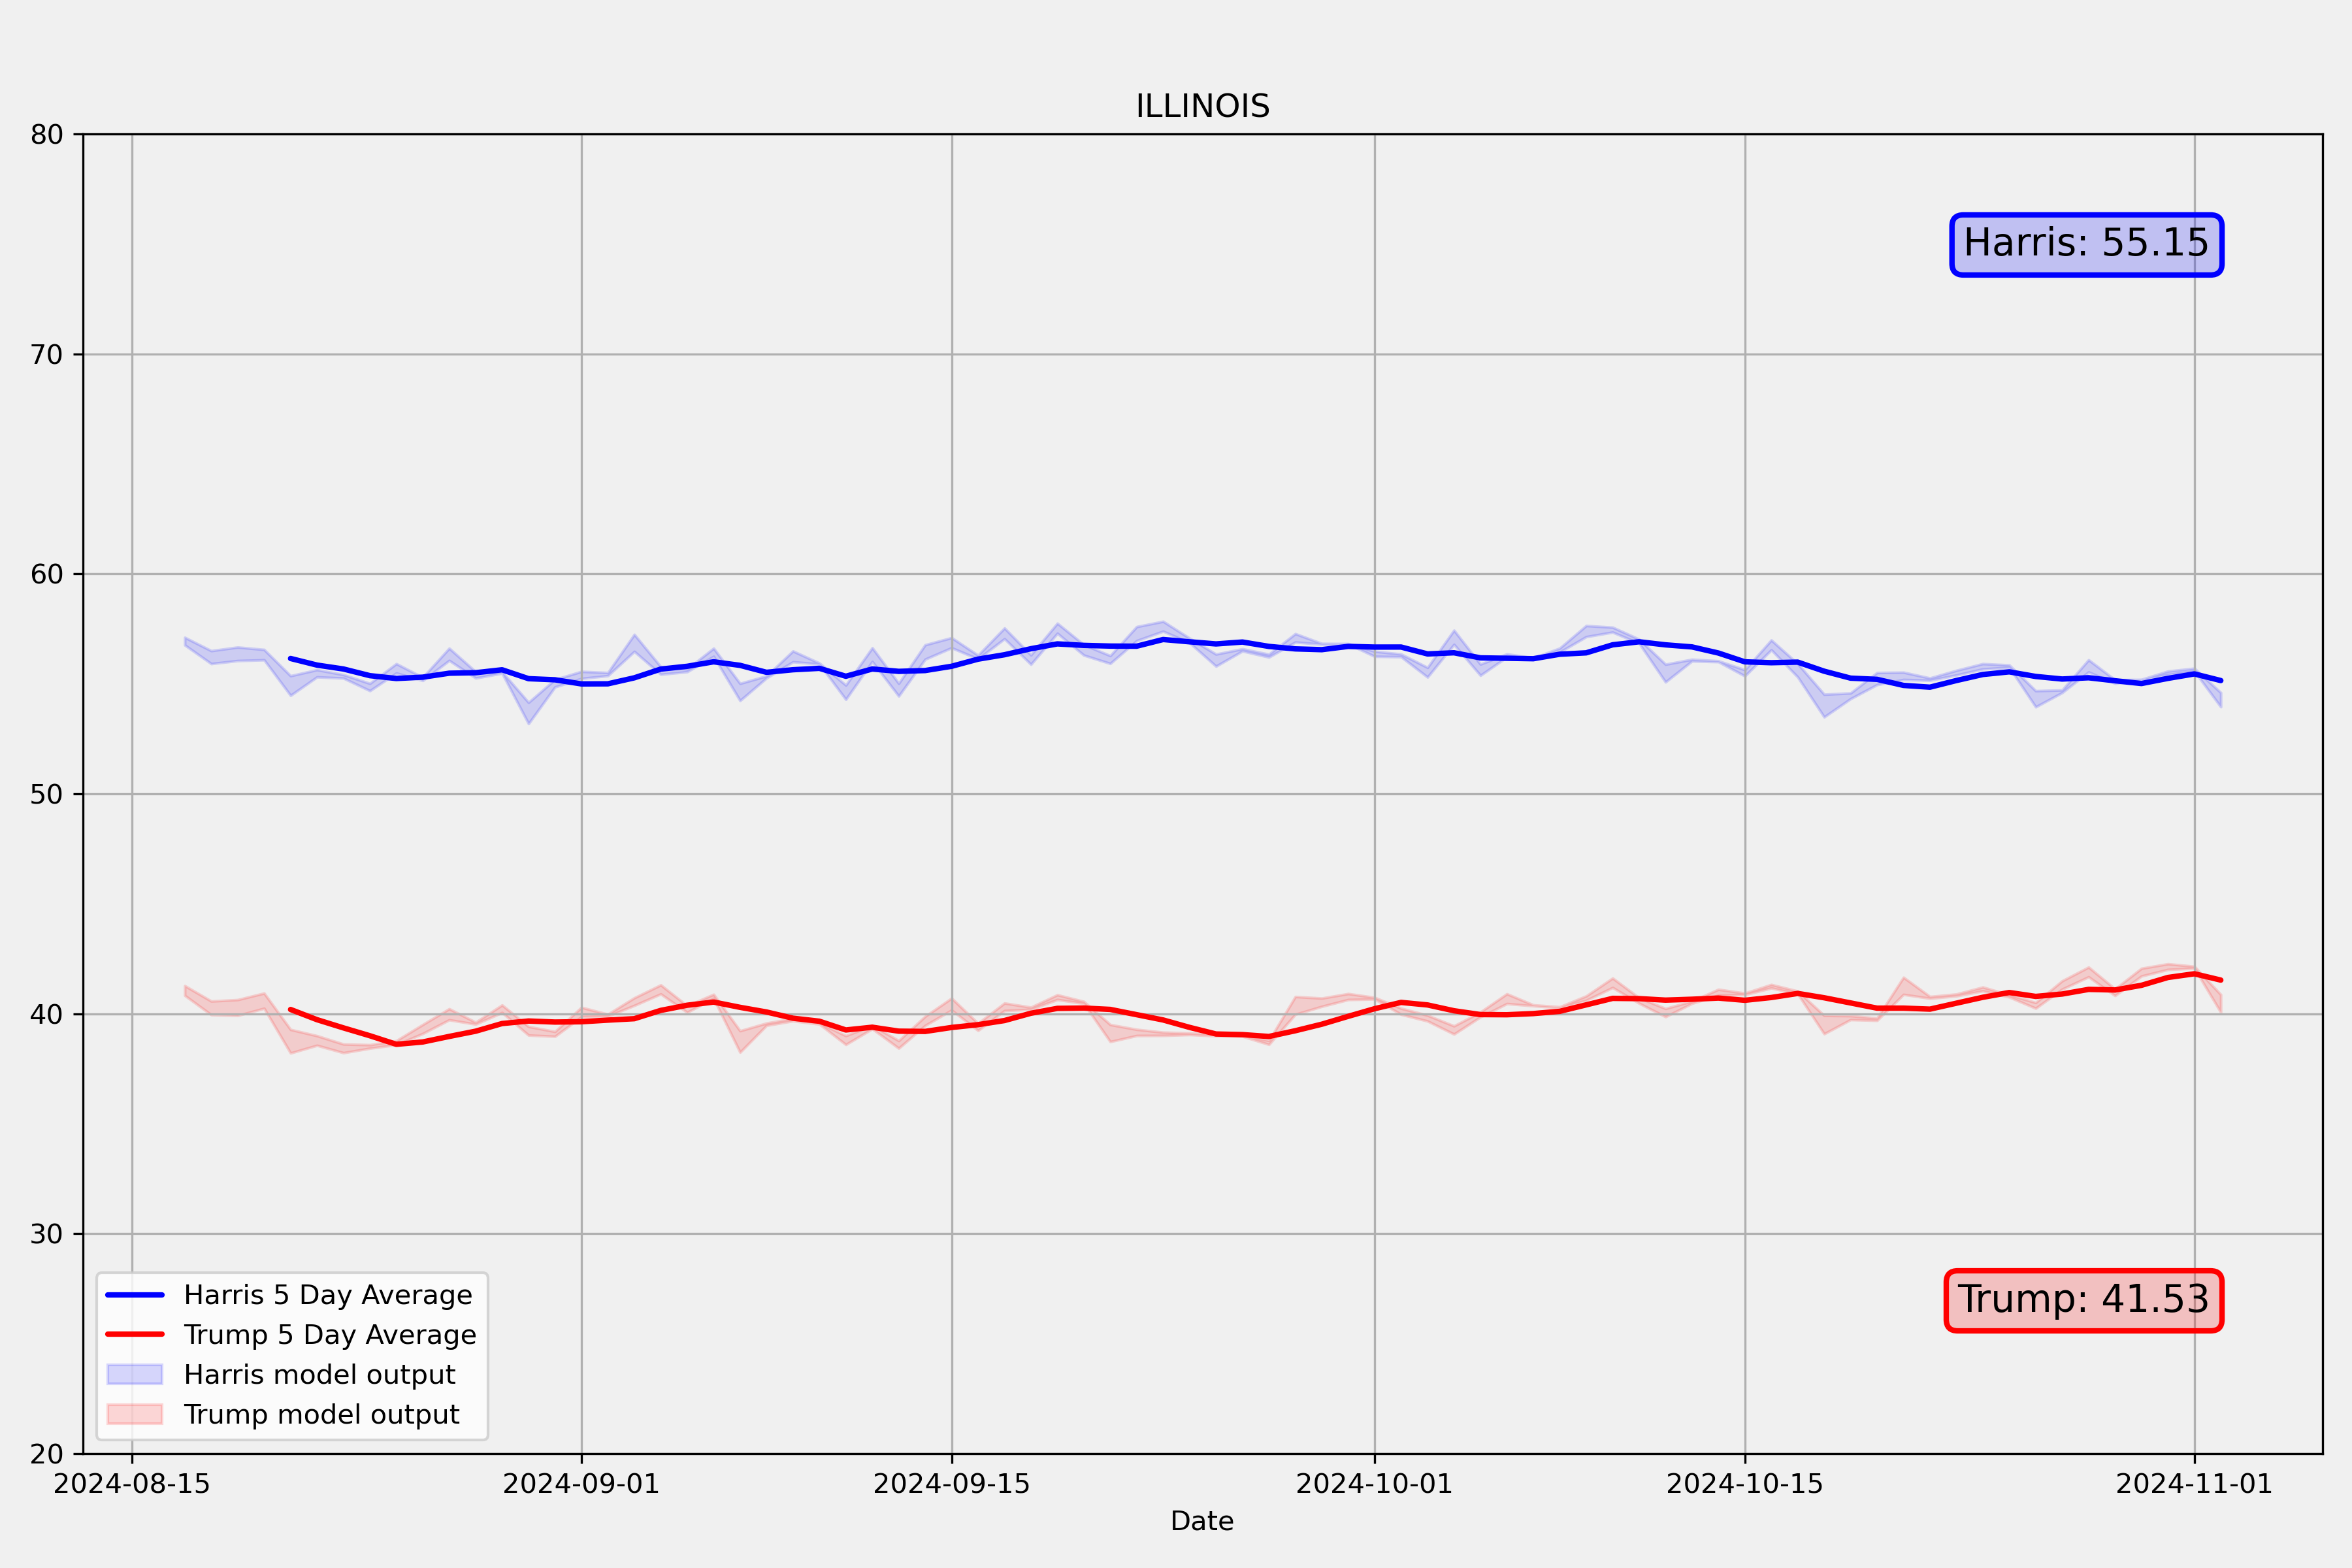 ILLINOIS
80
70
60
50
40
30
20
Harris: 55.15
Trump: 41.53
Harris 5 Day Average
Trump 5 Day Average
Harris model output
Trump model output
2024-08-15 2024-09-01 2024-09-15 2024-10-01 2024-10-15 2024-11-01
Date